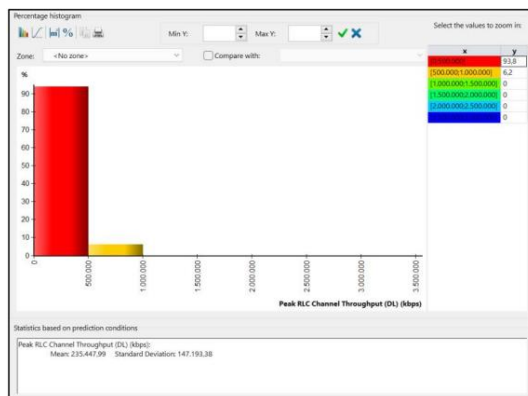 Percentage histogram
Select the values to zoom in:
%
Min Y:
Max Y:
Zone:
<No zone>
Compare with:
x y
93,8
[500.000;1.000.000[ 6,2
[1.000.000;1.500.000[ 0
[1.500.000;2.000.000[ 0
[2.000.000;2.500.000[ 0
0
%
90
80
70
60
50
40
30
20
10
0
0
500.000
1.000.000
1.500.000
2.000.000
2.500.000
3.000.000
3.500.000
Peak RLC Channel Throughput (DL) (kbps)
Statistics based on prediction conditions
Peak RLC Channel Throughput (DL) (kbps):
Mean: 235.447,99 Standard Deviation: 147.193,38